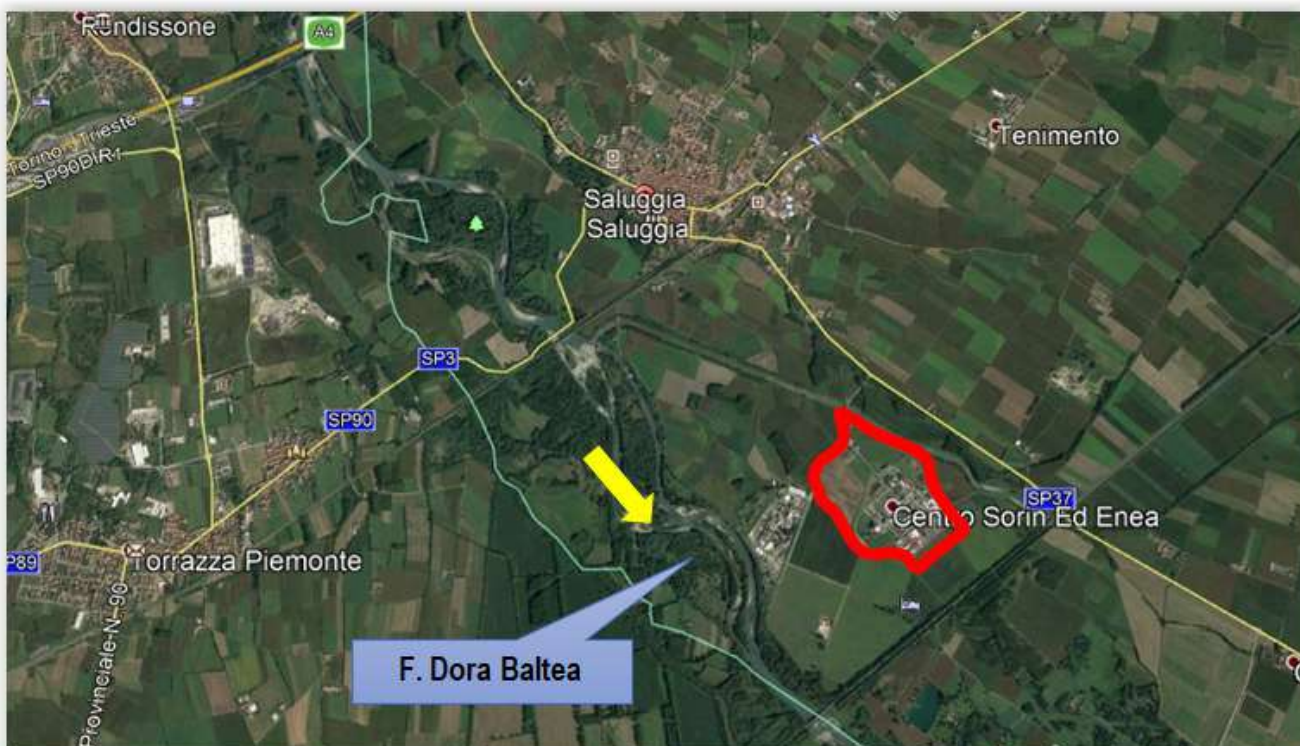 Rondissone
A4
Torino - Trieste
SP90DIR1
Tenimento
Saluggia
Saluggia
SP3
SP90
SP37
Centro Sorin Ed Enea
Torrazza Piemonte
P89
Provinciale-N-90
F. Dora Baltea